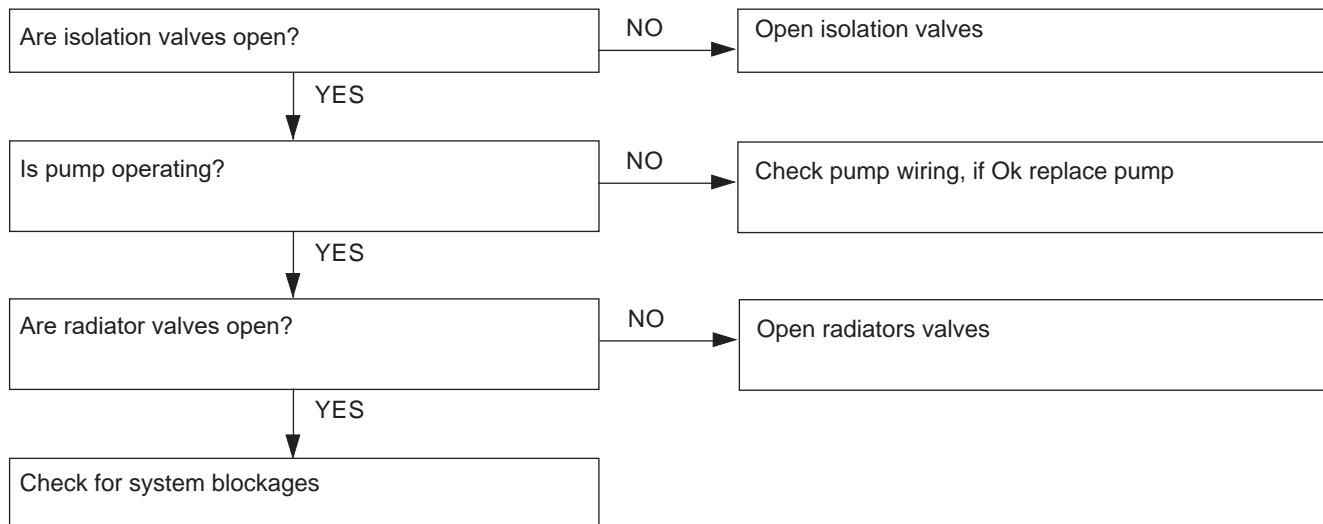 Are isolation valves open?
NO
Open isolation valves
YES
Is pump operating?
NO
Check pump wiring, if Ok replace pump
YES
Are radiator valves open?
NO
Open radiators valves
YES
Check for system blockages